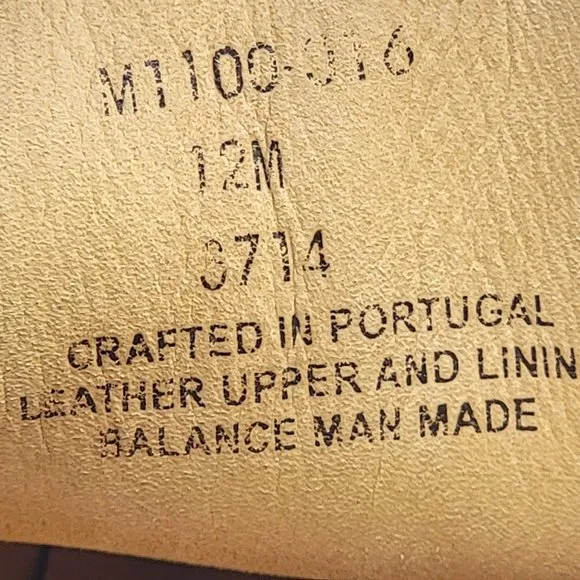 M1100-016
12M
3714
CRAFTED IN PORTUGAL
LEATHER UPPER AND LININ
BALANCE MAN MADE